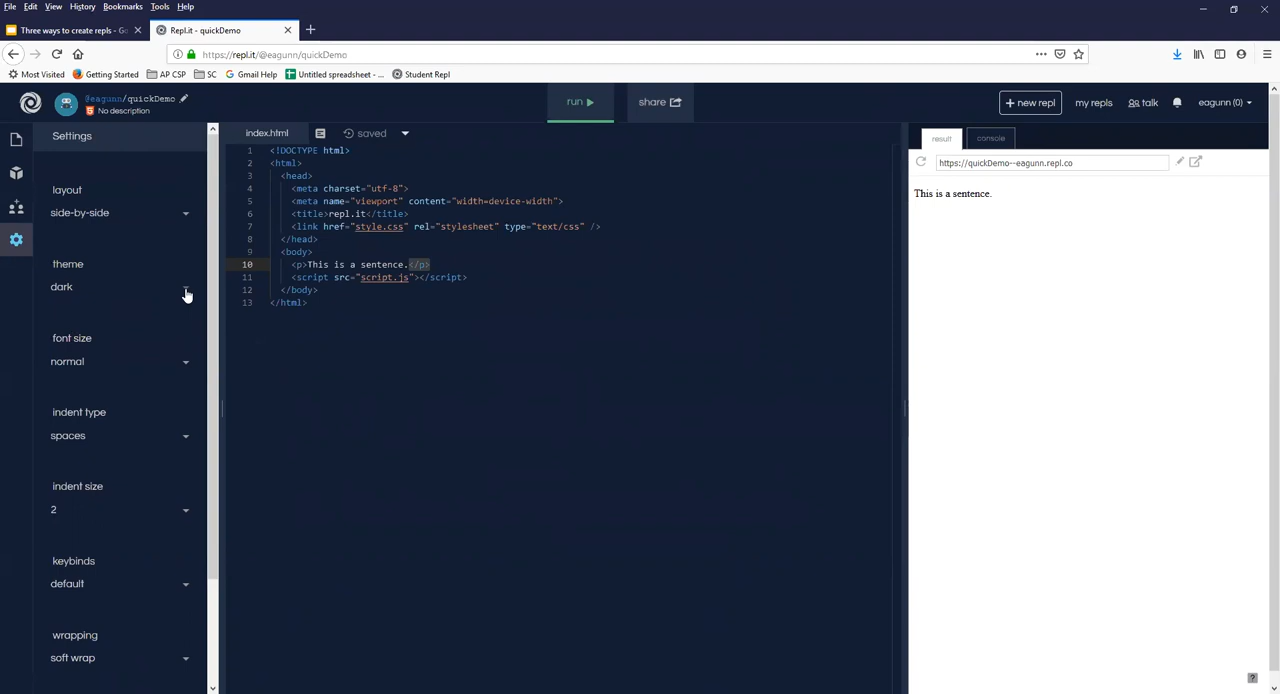 File Edit View History Bookmarks Tools Help
Three ways to create repls - Go
Repl.it - quickDemo
https://repl.it/@eagunn/quickDemo
Most Visited Getting Started AP CSP SC Gmail Help Untitled spreadsheet - ... Student Repl
@eagunn/quickDemo
No description
run
share
+ new repl
my repls
talk
eagunn (0)
Settings
index.html
saved
result
console
https://quickDemo--eagunn.repl.co
This is a sentence.
layout
side-by-side
theme
dark
font size
normal
indent type
spaces
indent size
2
keybinds
default
wrapping
soft wrap
1 <!DOCTYPE html>
2 <html>
3 <head>
4 <meta charset="utf-8">
5 <meta name="viewport" content="width=device-width">
6 <title>repl.it</title>
7 <link href="style.css" rel="stylesheet" type="text/css" />
8 </head>
9 <body>
10 <p>This is a sentence.</p>
11 <script src="script.js"></script>
12 </body>
13 </html>
?